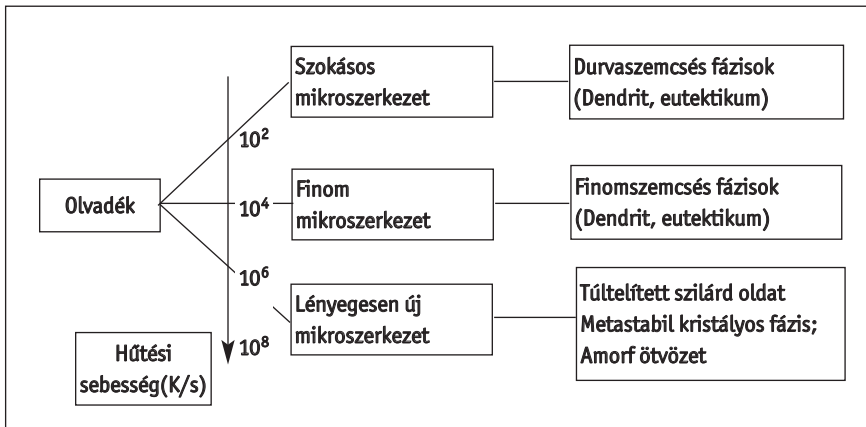 Szokásos
mikroszerkezet
Durvaszemcsés fázisok
(Dendrit, eutektikum)
10²
Olvadék
10⁴
Finom
mikroszerkezet
Finomszemcsés fázisok
(Dendrit, eutektikum)
10⁶
Lényegesen új
mikroszerkezet
Túltelített szilárd oldat
Metastabil kristályos fázis;
Amorf ötvözet
10⁸
Hűtési
sebesség(K/s)